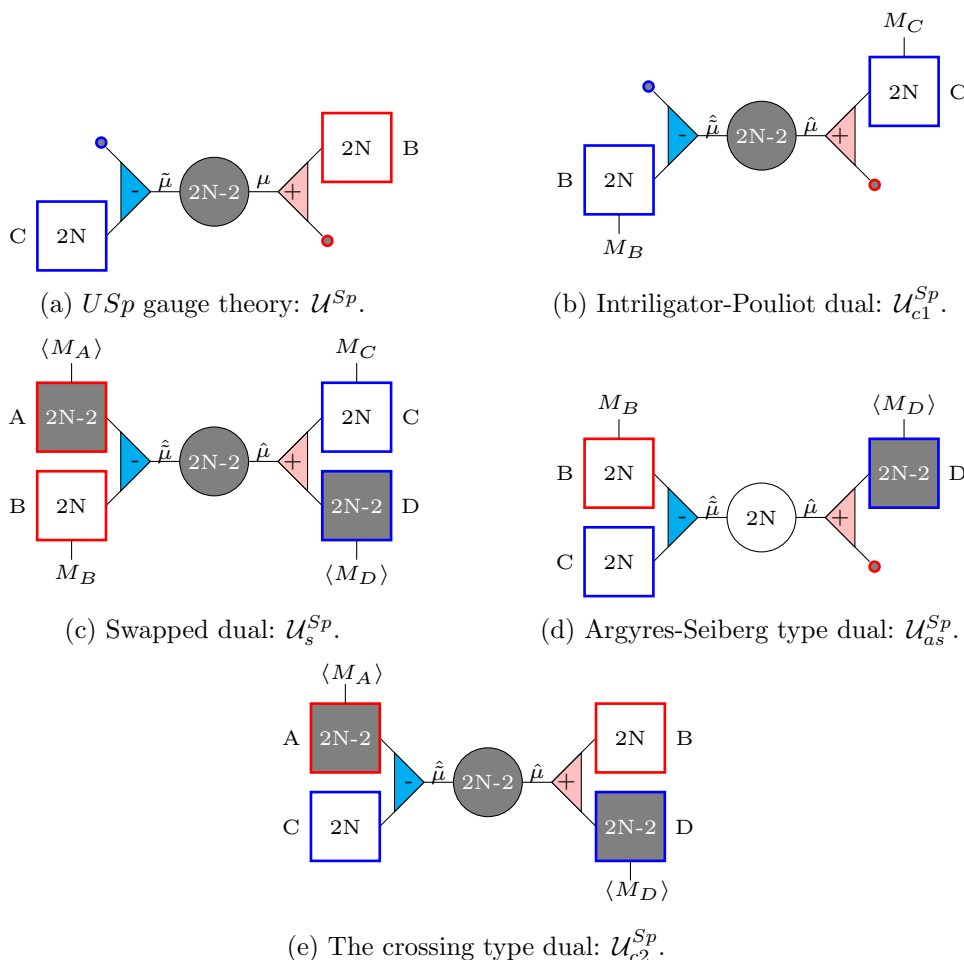 2N
B
-
μ̃
2N-2
μ
+
C
2N
(a) USp gauge theory: 𝒰^{Sp}.
M_C
2N
C
-
μ̃̂
2N-2
μ̂
+
B
2N
M_B
(b) Intriligator-Pouliot dual: 𝒰^{Sp}_{c1}.
⟨M_A⟩
M_C
A
2N-2
2N
C
-
μ̃̂
2N-2
μ̂
+
B
2N
2N-2
D
M_B
⟨M_D⟩
(c) Swapped dual: 𝒰^{Sp}_{s}.
M_B
⟨M_D⟩
B
2N
2N-2
D
-
μ̃̂
2N
μ̂
+
C
2N
(d) Argyres-Seiberg type dual: 𝒰^{Sp}_{as}.
⟨M_A⟩
A
2N-2
2N
B
-
μ̃̂
2N-2
μ̂
+
C
2N
2N-2
D
⟨M_D⟩
(e) The crossing type dual: 𝒰^{Sp}_{c2}.